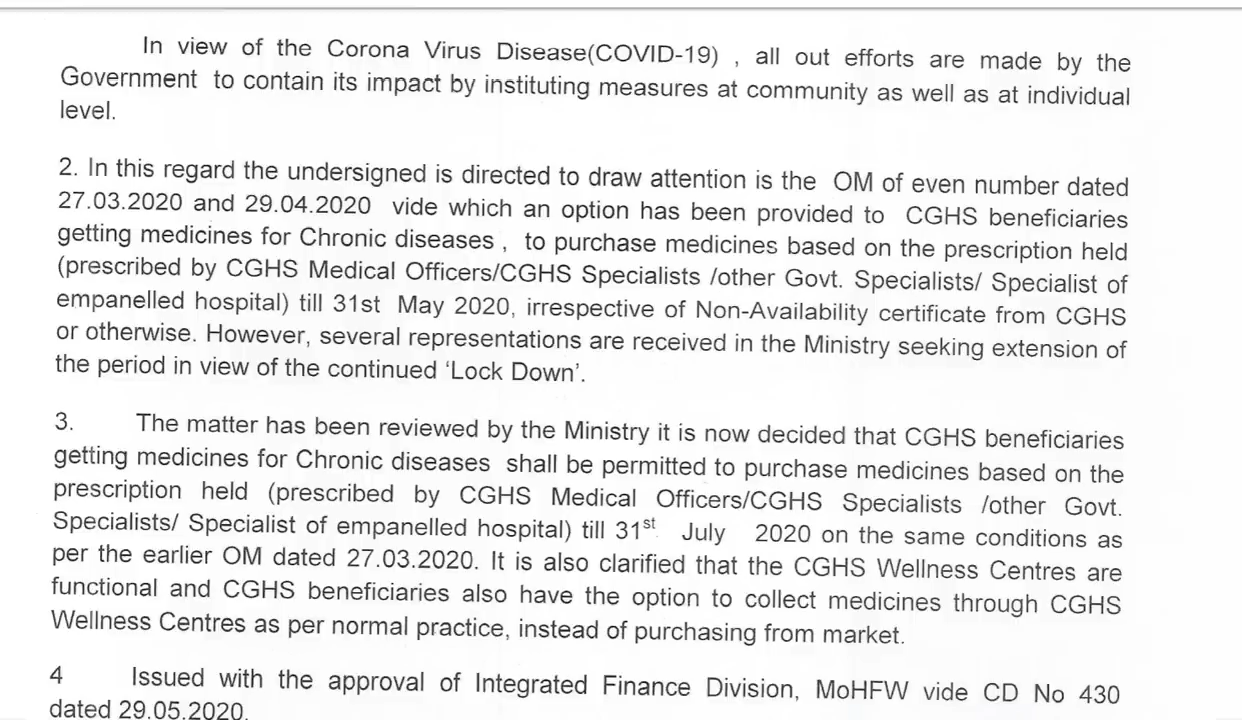 In view of the Corona Virus Disease(COVID-19) , all out efforts are made by the
Government to contain its impact by instituting measures at community as well as at individual
level.
2. In this regard the undersigned is directed to draw attention is the OM of even number dated
27.03.2020 and 29.04.2020 vide which an option has been provided to CGHS beneficiaries
getting medicines for Chronic diseases , to purchase medicines based on the prescription held
(prescribed by CGHS Medical Officers/CGHS Specialists /other Govt. Specialists/ Specialist of
empanelled hospital) till 31st May 2020, irrespective of Non-Availability certificate from CGHS
or otherwise. However, several representations are received in the Ministry seeking extension of
the period in view of the continued ‘Lock Down’.
3. The matter has been reviewed by the Ministry it is now decided that CGHS beneficiaries
getting medicines for Chronic diseases shall be permitted to purchase medicines based on the
prescription held (prescribed by CGHS Medical Officers/CGHS Specialists /other Govt.
Specialists/ Specialist of empanelled hospital) till 31st July 2020 on the same conditions as
per the earlier OM dated 27.03.2020. It is also clarified that the CGHS Wellness Centres are
functional and CGHS beneficiaries also have the option to collect medicines through CGHS
Wellness Centres as per normal practice, instead of purchasing from market.
4 Issued with the approval of Integrated Finance Division, MoHFW vide CD No 430
dated 29.05.2020.